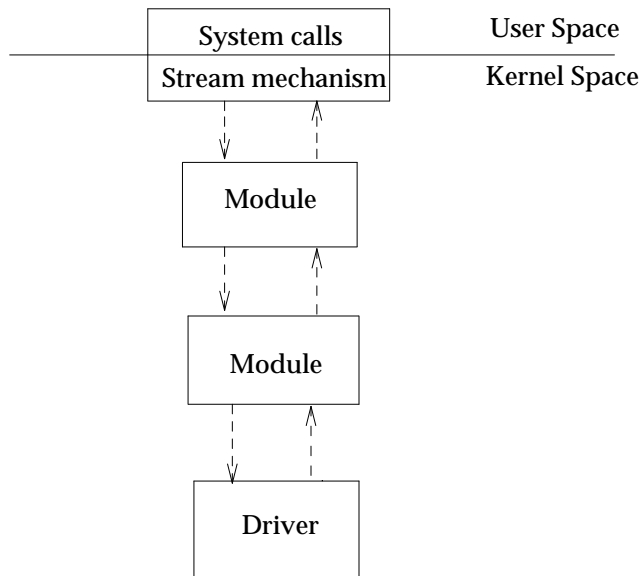 System calls
User Space
Stream mechanism
Kernel Space
Module
Module
Driver